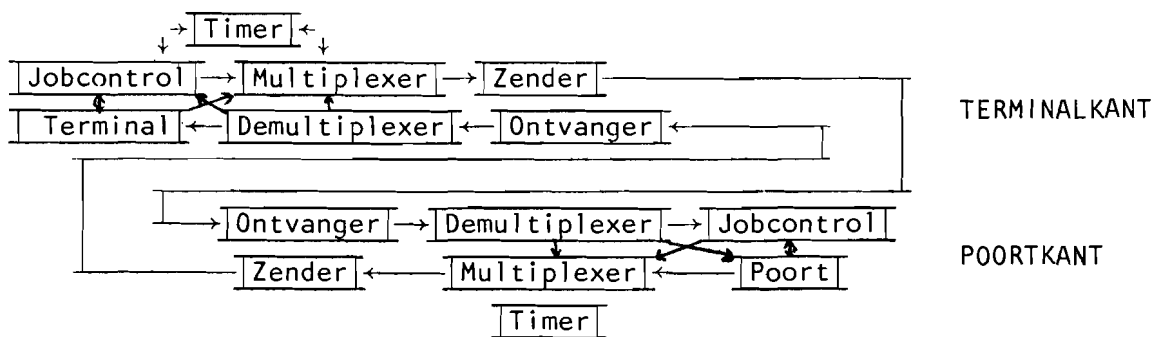 Timer
Jobcontrol Multiplexer Zender
TERMINALKANT
Terminal Demultiplexer Ontvanger
Ontvanger Demultiplexer Jobcontrol
POORTKANT
Zender Multiplexer Poort
Timer